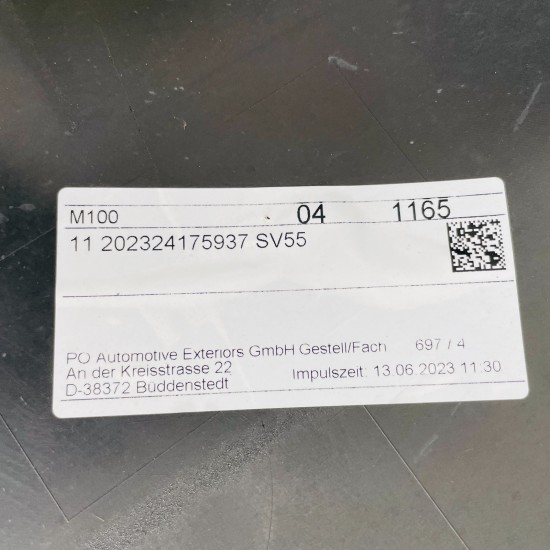 M100 04 1165
11 202324175937 SV55
PO Automotive Exteriors GmbH Gestell/Fach 697 / 4
An der Kreisstrasse 22
Impulszeit: 13.06.2023 11:30
D-38372 Büddenstedt